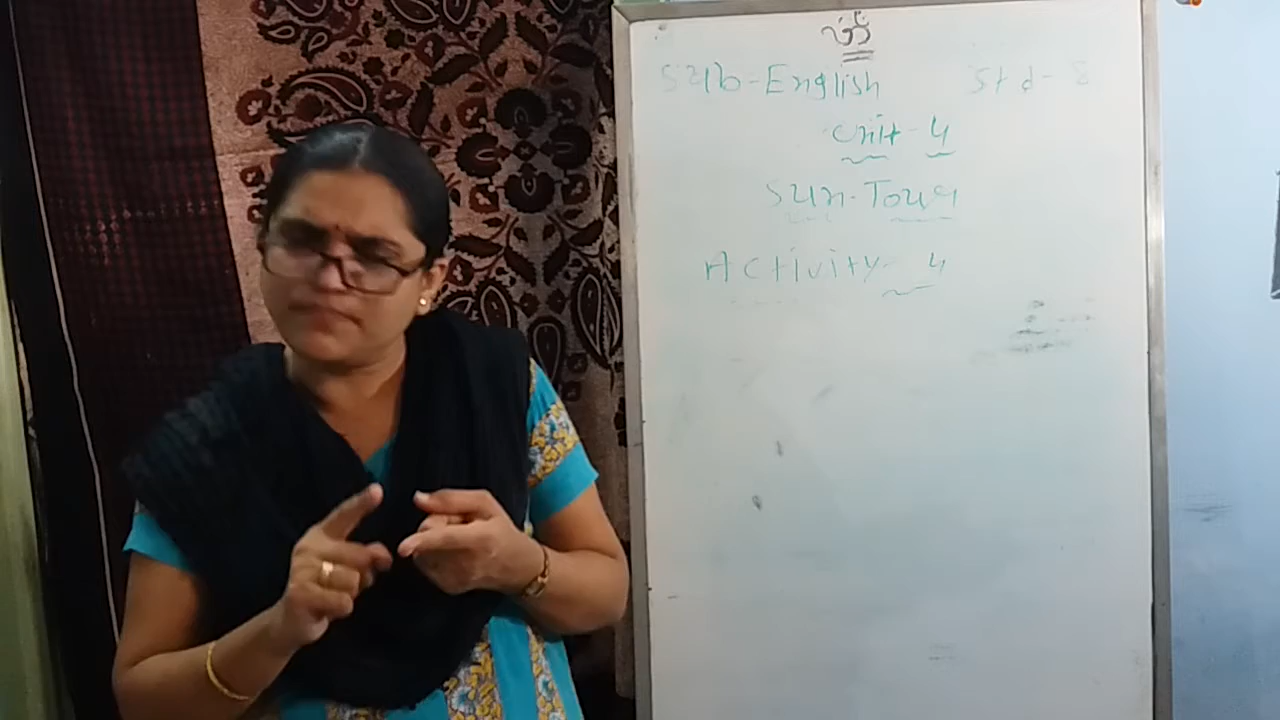 ૐ
Sub-English Std-8
Unit-4
Sun-Tour
Activity-4